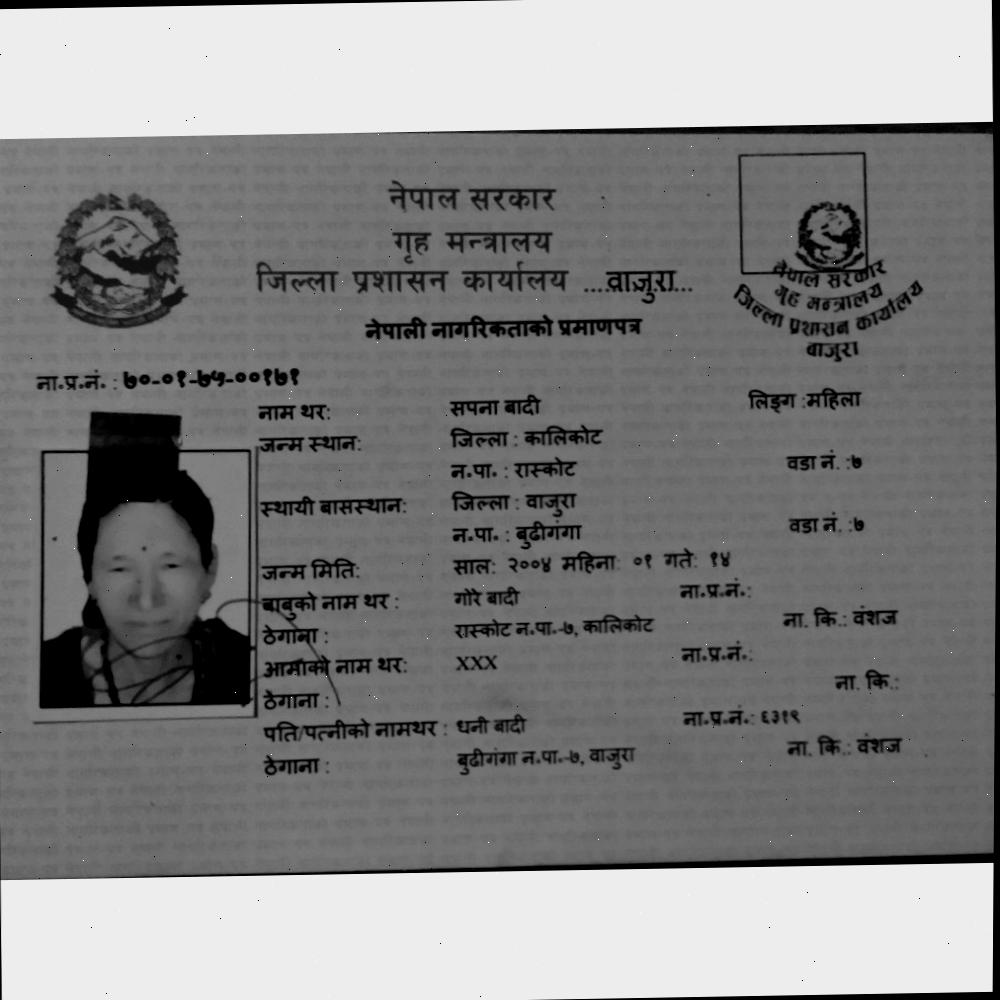 नेपाल सरकार
गृह मन्त्रालय
जिल्ला प्रशासन कार्यालय ....वाजुरा...
नेपाली नागरिकताको प्रमाणपत्र
नेपाल सरकार
गृह मन्त्रालय
जिल्ला प्रशासन कार्यालय
वाजुरा
ना.प्र.नं. : ७०-०१-७५-००१७१
नाम थर: सपना बादी लिङ्ग :महिला
जन्म स्थान: जिल्ला : कालिकोट
न.पा. : रास्कोट वडा नं. :७
स्थायी बासस्थान: जिल्ला : वाजुरा
न.पा. : बुढीगंगा वडा नं. :७
जन्म मिति: साल: २००४ महिना: ०१ गते: १४
बाबुको नाम थर : गोरे बादी ना.प्र.नं.:
ठेगाना : रास्कोट न.पा.-७, कालिकोट ना. कि.: वंशज
आमाको नाम थर: XXX ना.प्र.नं.:
ठेगाना : ना. कि.:
पति/पत्नीको नामथर : धनी बादी ना.प्र.नं.: ६३१९
ठेगाना : बुढीगंगा न.पा.-७, वाजुरा ना. कि.: वंशज